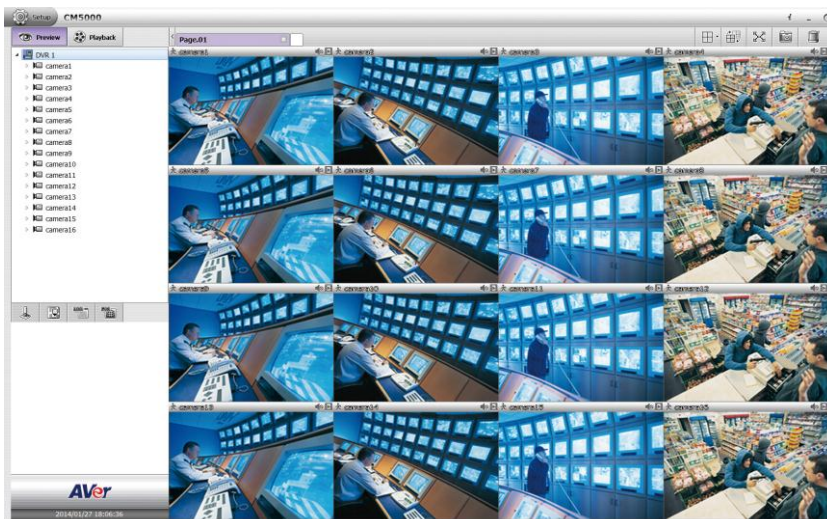 Setup CM5000
Preview Playback
Page.01
DVR 1
camera1
camera2
camera3
camera4
camera5
camera6
camera7
camera8
camera9
camera10
camera11
camera12
camera13
camera14
camera15
camera16
camera1
camera2
camera3
camera4
camera5
camera6
camera7
camera8
camera9
camera10
camera11
camera12
camera13
camera14
camera15
camera16
AVer
2014/01/27 18:06:36